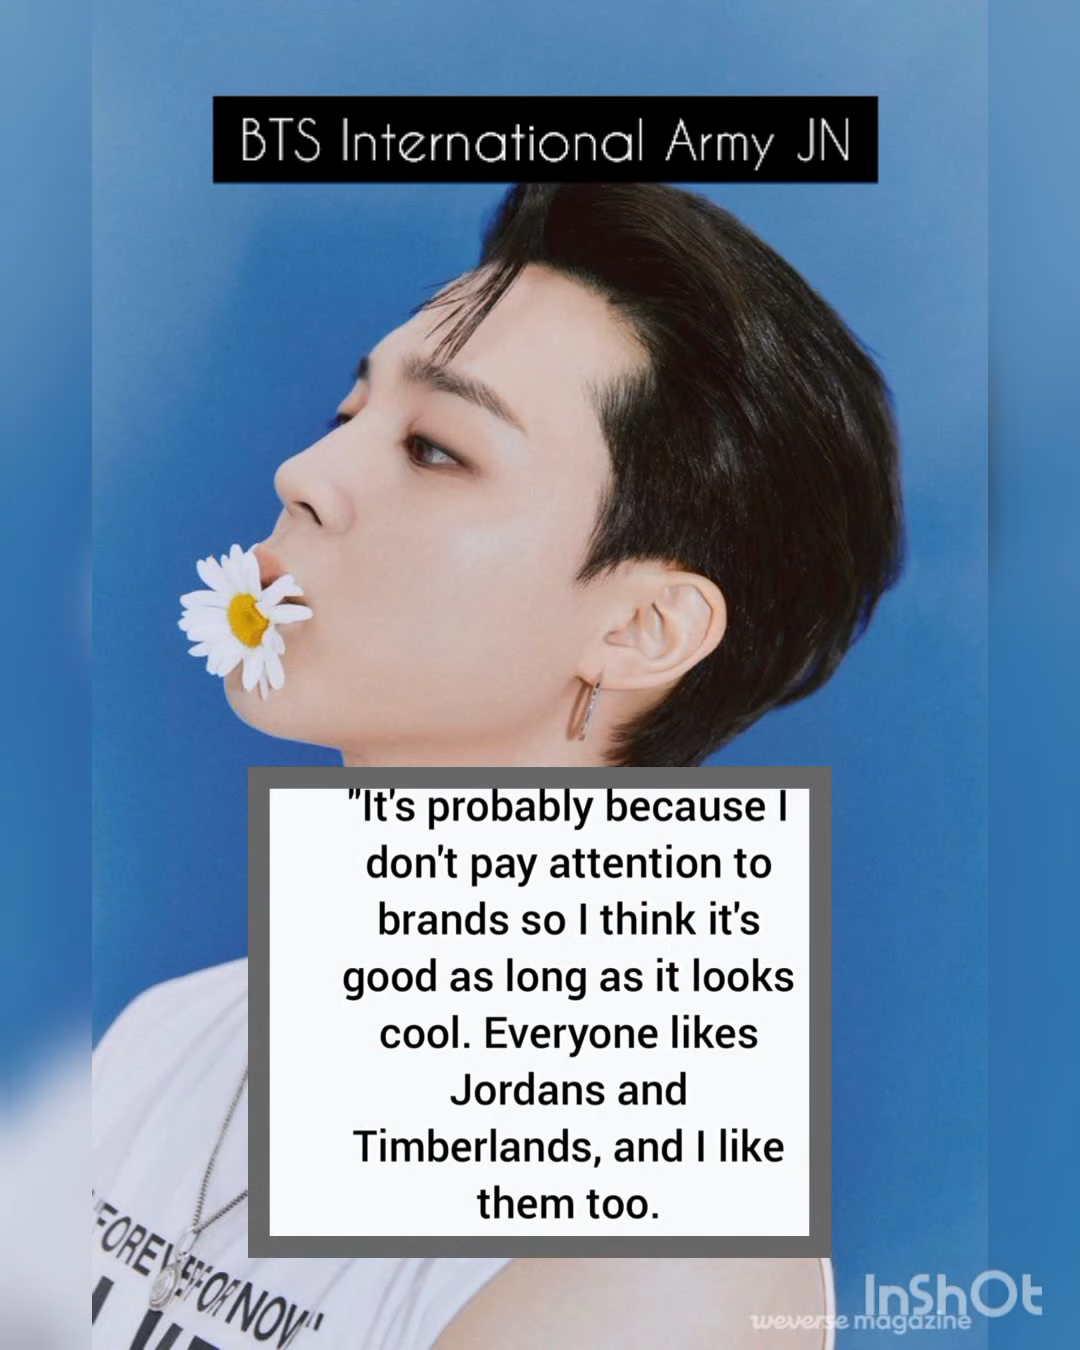 BTS International Army JN
"It's probably because I
don't pay attention to
brands so I think it's
good as long as it looks
cool. Everyone likes
Jordans and
Timberlands, and I like
them too.
"FOREVERFORNOW"
InShOt
weverse magazine